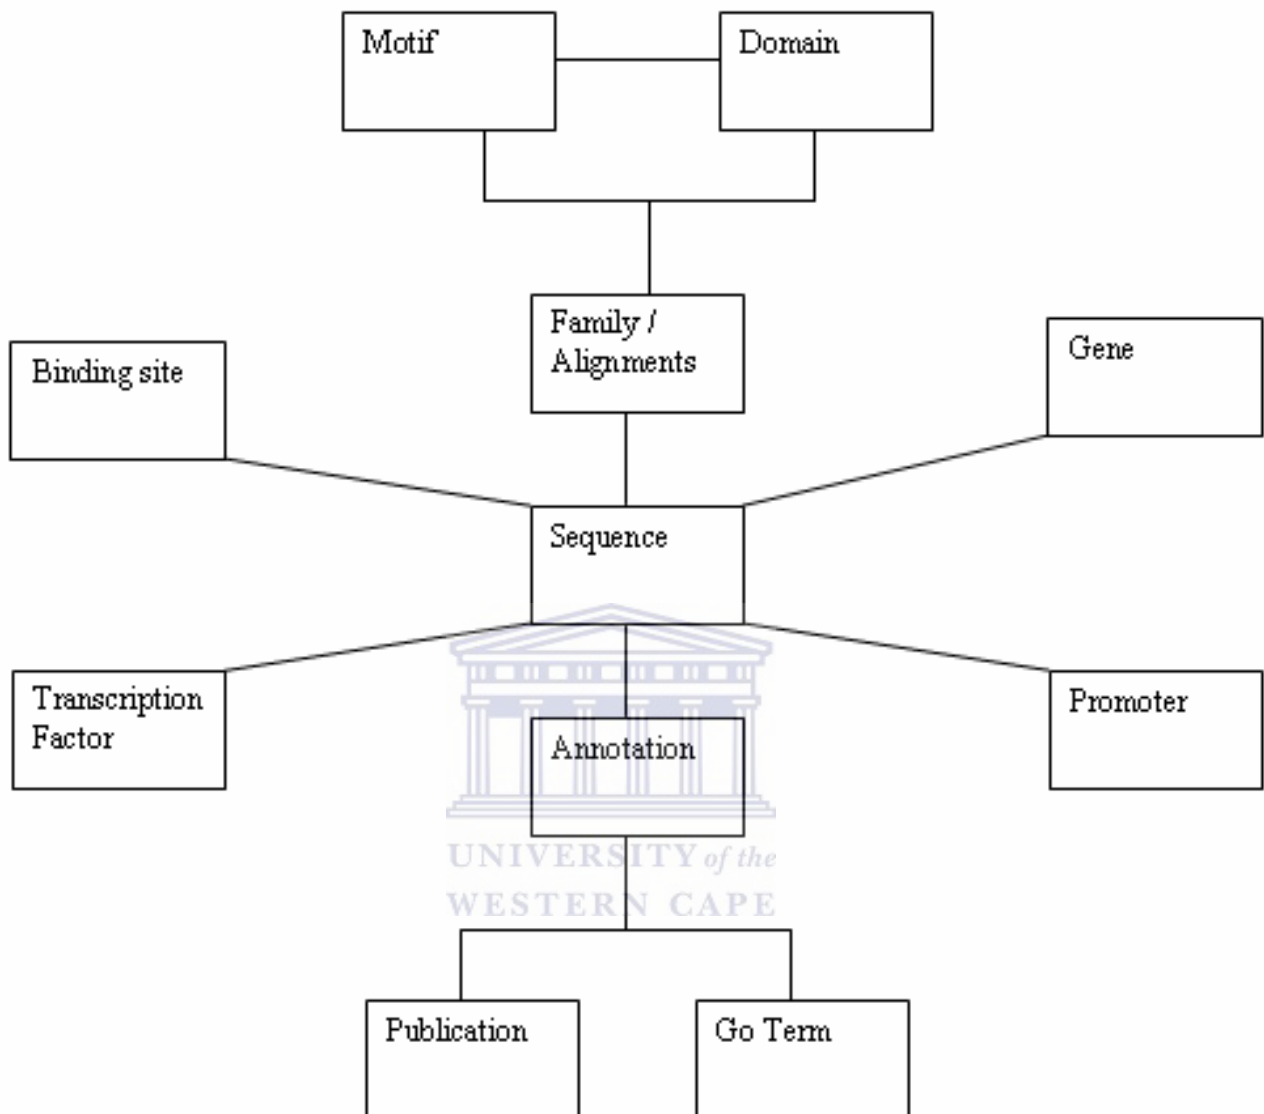 Motif
Domain
Family /
Alignments
Gene
Binding site
Sequence
Transcription
Factor
Promoter
Annotation
UNIVERSITY of the
WESTERN CAPE
Publication
Go Term